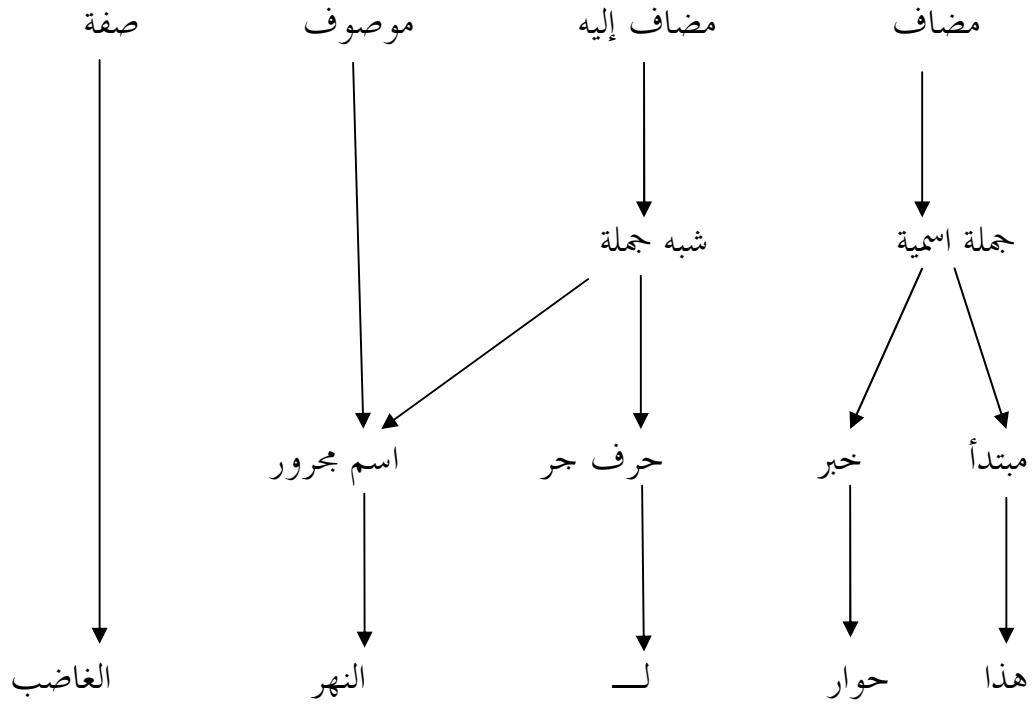 مضاف مضاف إليه موصوف صفة
جملة اسمية شبه جملة
مبتدأ خبر حرف جر اسم مجرور
هذا حوار لــ النهر الغاضب